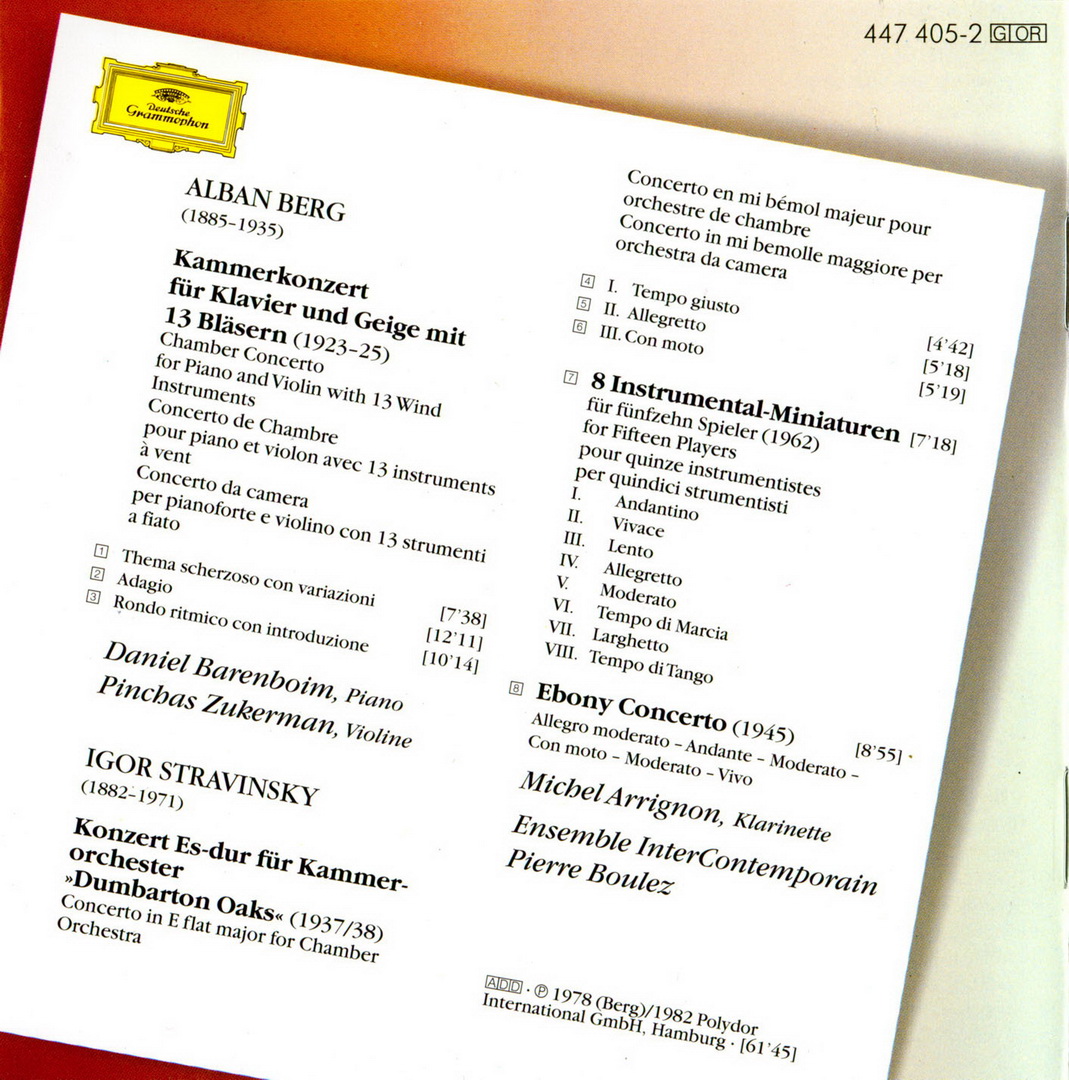 447 405-2 GOR
Deutsche
Grammophon
ALBAN BERG
(1885–1935)
Kammerkonzert
für Klavier und Geige mit
13 Bläsern (1923–25)
Chamber Concerto
for Piano and Violin with 13 Wind
Instruments
Concerto de Chambre
pour piano et violon avec 13 instruments
à vent
Concerto da camera
per pianoforte e violino con 13 strumenti
a fiato
1 Thema scherzoso con variazioni [7'38]
2 Adagio [12'11]
3 Rondo ritmico con introduzione [10'14]
Daniel Barenboim, Piano
Pinchas Zukerman, Violine
IGOR STRAVINSKY
(1882–1971)
Konzert Es-dur für Kammer-
orchester
»Dumbarton Oaks« (1937/38)
Concerto in E flat major for Chamber
Orchestra
Concerto en mi bémol majeur pour
orchestre de chambre
Concerto in mi bemolle maggiore per
orchestra da camera
4 I. Tempo giusto [4'42]
5 II. Allegretto [5'18]
6 III. Con moto [5'19]
7 8 Instrumental-Miniaturen [7'18]
für fünfzehn Spieler (1962)
for Fifteen Players
pour quinze instrumentistes
per quindici strumentisti
I. Andantino
II. Vivace
III. Lento
IV. Allegretto
V. Moderato
VI. Tempo di Marcia
VII. Larghetto
VIII. Tempo di Tango
8 Ebony Concerto (1945) [8'55]
Allegro moderato – Andante – Moderato –
Con moto – Moderato – Vivo
Michel Arrignon, Klarinette
Ensemble InterContemporain
Pierre Boulez
ADD · ℗ 1978 (Berg)/1982 Polydor
International GmbH, Hamburg · [61'45]